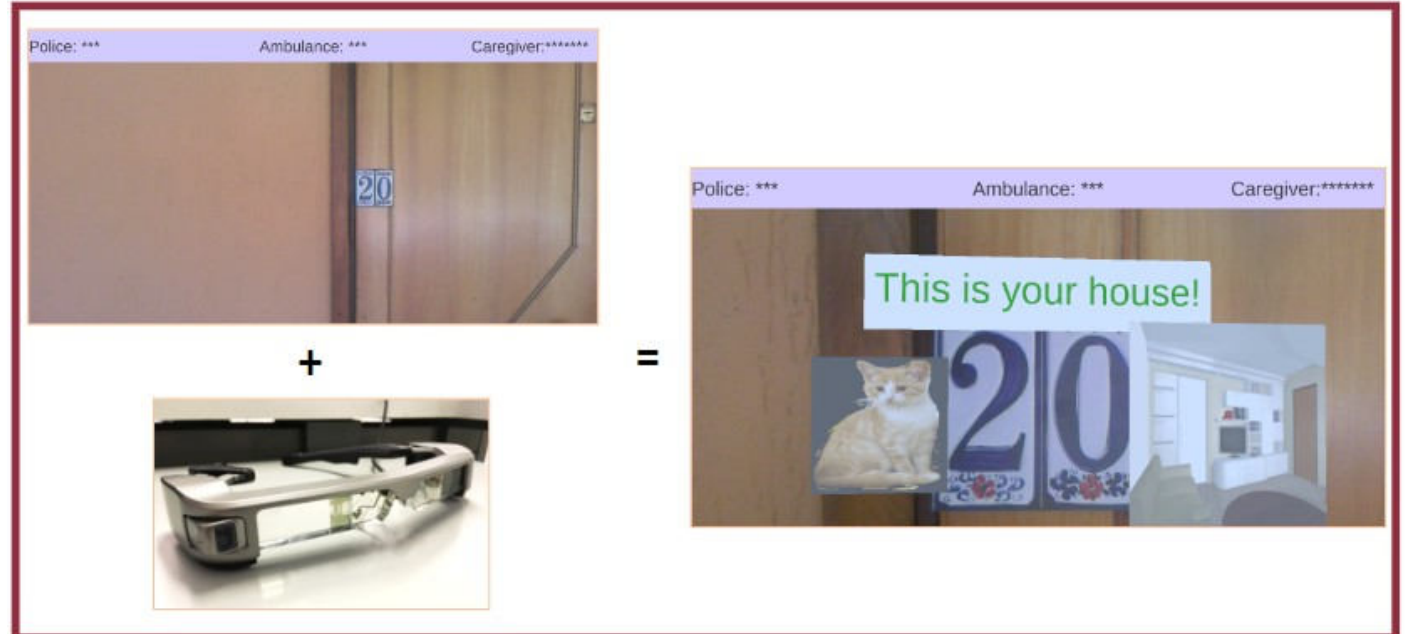 Police: *** Ambulance: *** Caregiver:*******
20
+
=
Police: *** Ambulance: *** Caregiver:*******
This is your house!
20